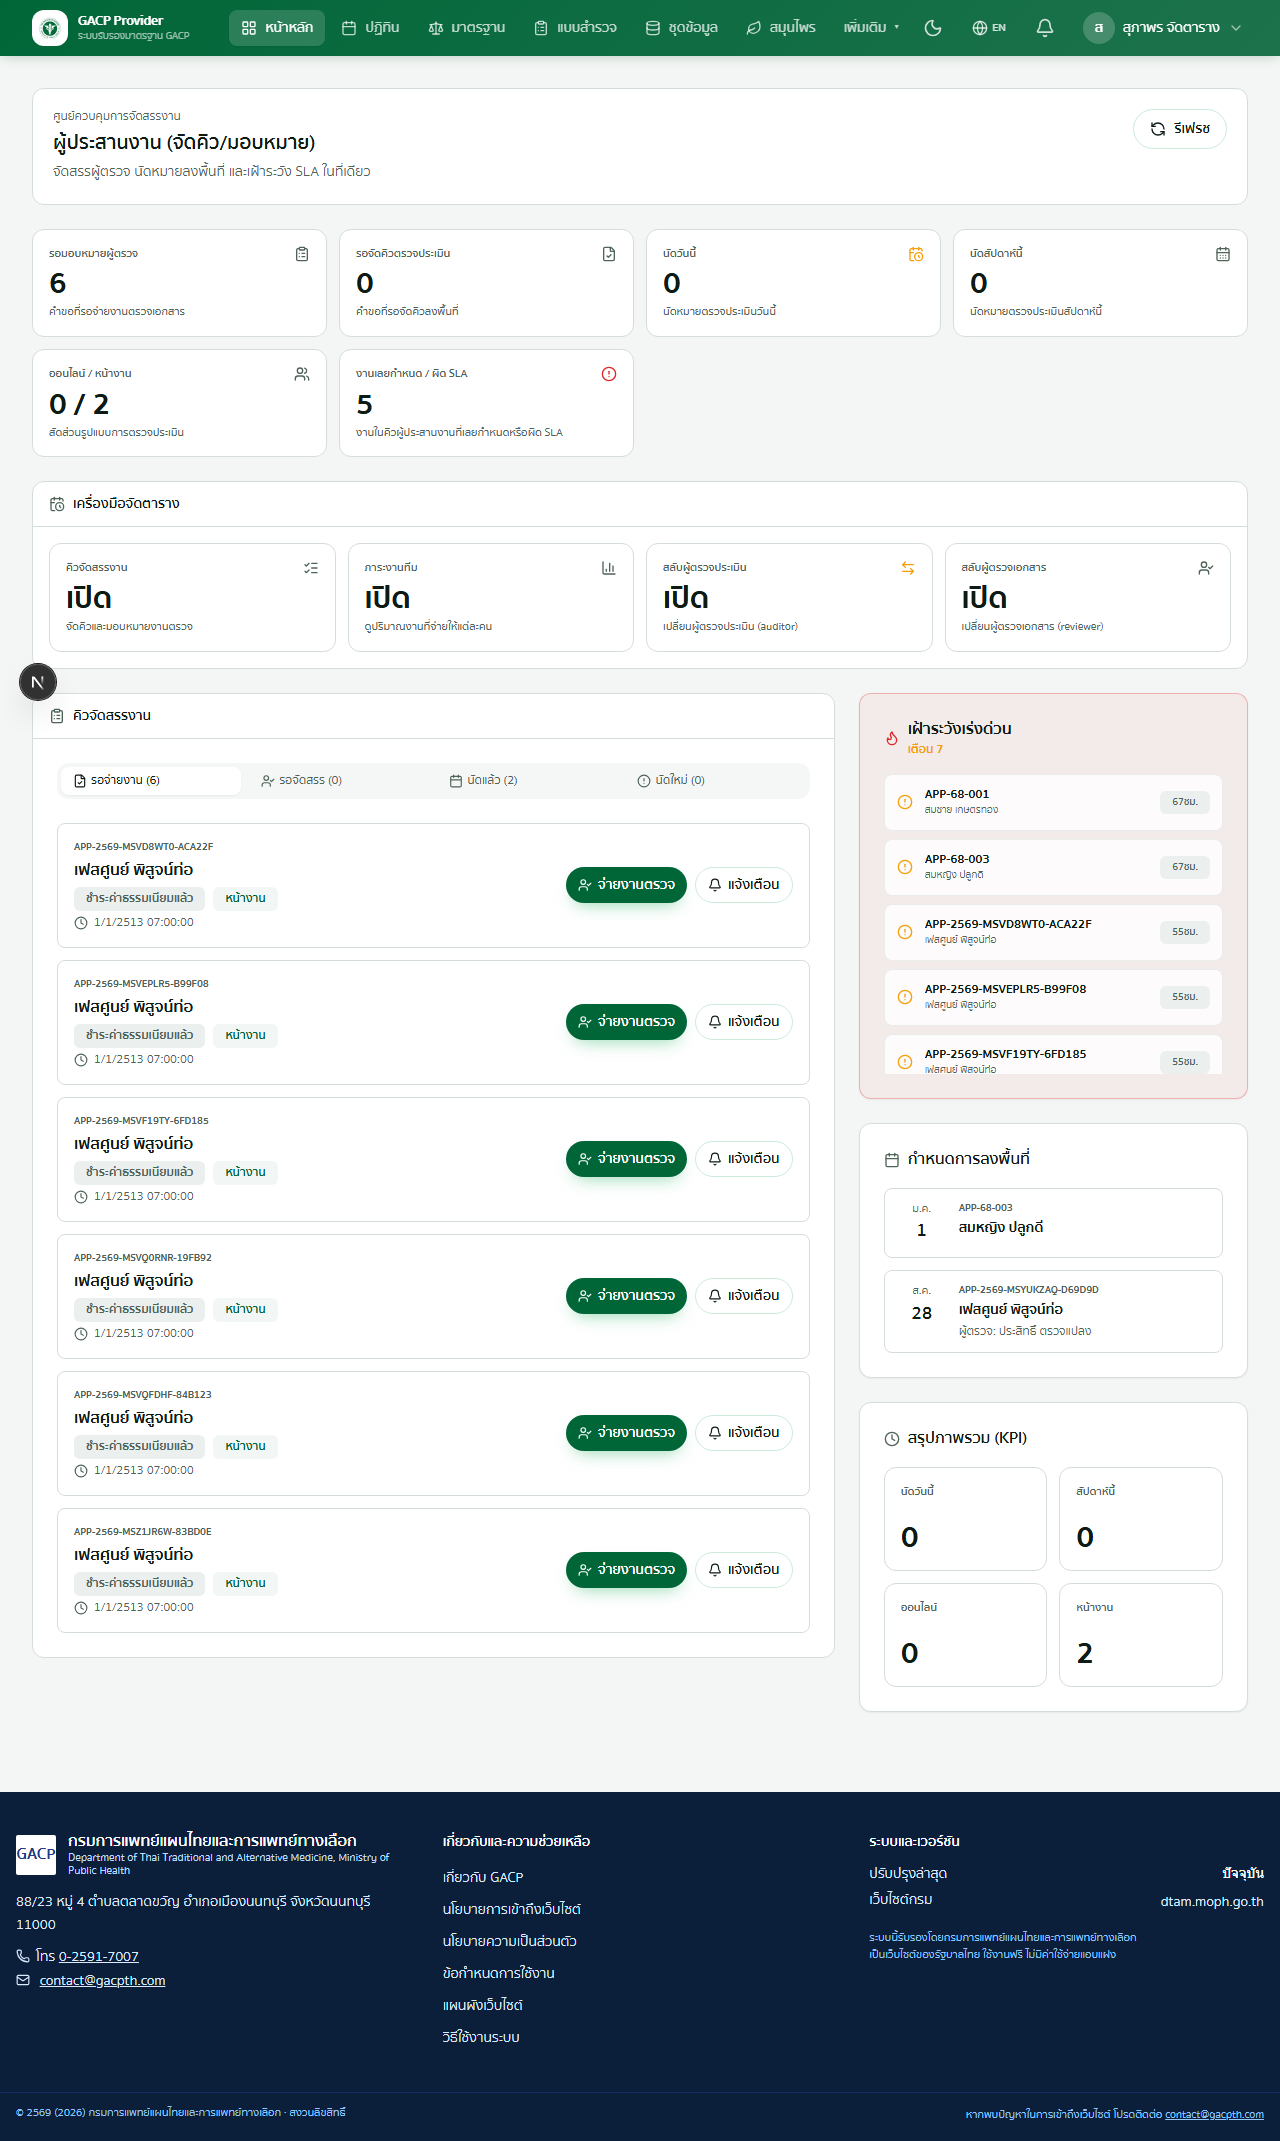 GACP Provider
ระบบรับรองมาตรฐาน GACP
หน้าหลัก
ปฏิทิน
มาตรฐาน
แบบสำรวจ
ชุดข้อมูล
สมุนไพร
เพิ่มเติม
EN
ส
สุภาพร จัดตาราง
ศูนย์ควบคุมการจัดสรรงาน
ผู้ประสานงาน (จัดคิว/มอบหมาย)
จัดสรรผู้ตรวจ นัดหมายลงพื้นที่ และเฝ้าระวัง SLA ในที่เดียว
รีเฟรช
รอมอบหมายผู้ตรวจ
6
คำขอที่รอจ่ายงานตรวจเอกสาร
รอจัดคิวตรวจประเมิน
0
คำขอที่รอจัดคิวลงพื้นที่
นัดวันนี้
0
นัดหมายตรวจประเมินวันนี้
นัดสัปดาห์นี้
0
นัดหมายตรวจประเมินสัปดาห์นี้
ออนไลน์ / หน้างาน
0 / 2
สัดส่วนรูปแบบการตรวจประเมิน
งานเลยกำหนด / ผิด SLA
5
งานในคิวผู้ประสานงานที่เลยกำหนดหรือผิด SLA
เครื่องมือจัดตาราง
คิวจัดสรรงาน
เปิด
จัดคิวและมอบหมายงานตรวจ
ภาระงานทีม
เปิด
ดูปริมาณงานที่จ่ายให้แต่ละคน
สลับผู้ตรวจประเมิน
เปิด
เปลี่ยนผู้ตรวจประเมิน (auditor)
สลับผู้ตรวจเอกสาร
เปิด
เปลี่ยนผู้ตรวจเอกสาร (reviewer)
N
คิวจัดสรรงาน
รอจ่ายงาน (6)
รอจัดสรร (0)
นัดแล้ว (2)
นัดใหม่ (0)
APP-2569-MSVD8WT0-ACA22F
เฟสศูนย์ พิสูจน์ท่อ
ชำระค่าธรรมเนียมแล้ว
หน้างาน
1/1/2513 07:00:00
จ่ายงานตรวจ
แจ้งเตือน
APP-2569-MSVEPLR5-B99F08
เฟสศูนย์ พิสูจน์ท่อ
ชำระค่าธรรมเนียมแล้ว
หน้างาน
1/1/2513 07:00:00
จ่ายงานตรวจ
แจ้งเตือน
APP-2569-MSVF19TY-6FD185
เฟสศูนย์ พิสูจน์ท่อ
ชำระค่าธรรมเนียมแล้ว
หน้างาน
1/1/2513 07:00:00
จ่ายงานตรวจ
แจ้งเตือน
APP-2569-MSVQ0RNR-19FB92
เฟสศูนย์ พิสูจน์ท่อ
ชำระค่าธรรมเนียมแล้ว
หน้างาน
1/1/2513 07:00:00
จ่ายงานตรวจ
แจ้งเตือน
APP-2569-MSVQFDHF-84B123
เฟสศูนย์ พิสูจน์ท่อ
ชำระค่าธรรมเนียมแล้ว
หน้างาน
1/1/2513 07:00:00
จ่ายงานตรวจ
แจ้งเตือน
APP-2569-MSZ1JR6W-83BD0E
เฟสศูนย์ พิสูจน์ท่อ
ชำระค่าธรรมเนียมแล้ว
หน้างาน
1/1/2513 07:00:00
จ่ายงานตรวจ
แจ้งเตือน
เฝ้าระวังเร่งด่วน
เตือน 7
APP-68-001
สมชาย เกษตรทอง
67ชม.
APP-68-003
สมหญิง ปลูกดี
67ชม.
APP-2569-MSVD8WT0-ACA22F
เฟสศูนย์ พิสูจน์ท่อ
55ชม.
APP-2569-MSVEPLR5-B99F08
เฟสศูนย์ พิสูจน์ท่อ
55ชม.
APP-2569-MSVF19TY-6FD185
เฟสศูนย์ พิสูจน์ท่อ
55ชม.
กำหนดการลงพื้นที่
ม.ค.
1
APP-68-003
สมหญิง ปลูกดี
ส.ค.
28
APP-2569-MSYUKZAQ-D69D9D
เฟสศูนย์ พิสูจน์ท่อ
ผู้ตรวจ: ประสิทธิ์ ตรวจแปลง
สรุปภาพรวม (KPI)
นัดวันนี้
0
สัปดาห์นี้
0
ออนไลน์
0
หน้างาน
2
GACP
กรมการแพทย์แผนไทยและการแพทย์ทางเลือก
Department of Thai Traditional and Alternative Medicine, Ministry of
Public Health
88/23 หมู่ 4 ตำบลตลาดขวัญ อำเภอเมืองนนทบุรี จังหวัดนนทบุรี
11000
โทร 0-2591-7007
contact@gacpth.com
เกี่ยวกับและความช่วยเหลือ
เกี่ยวกับ GACP
นโยบายการเข้าถึงเว็บไซต์
นโยบายความเป็นส่วนตัว
ข้อกำหนดการใช้งาน
แผนผังเว็บไซต์
วิธีใช้งานระบบ
ระบบและเวอร์ชัน
ปรับปรุงล่าสุด
ปัจจุบัน
เว็บไซต์กรม
dtam.moph.go.th
ระบบนี้รับรองโดยกรมการแพทย์แผนไทยและการแพทย์ทางเลือก
เป็นเว็บไซต์ของรัฐบาลไทย ใช้งานฟรี ไม่มีค่าใช้จ่ายแอบแฝง
© 2569 (2026) กรมการแพทย์แผนไทยและการแพทย์ทางเลือก · สงวนลิขสิทธิ์
หากพบปัญหาในการเข้าถึงเว็บไซต์ โปรดติดต่อ contact@gacpth.com